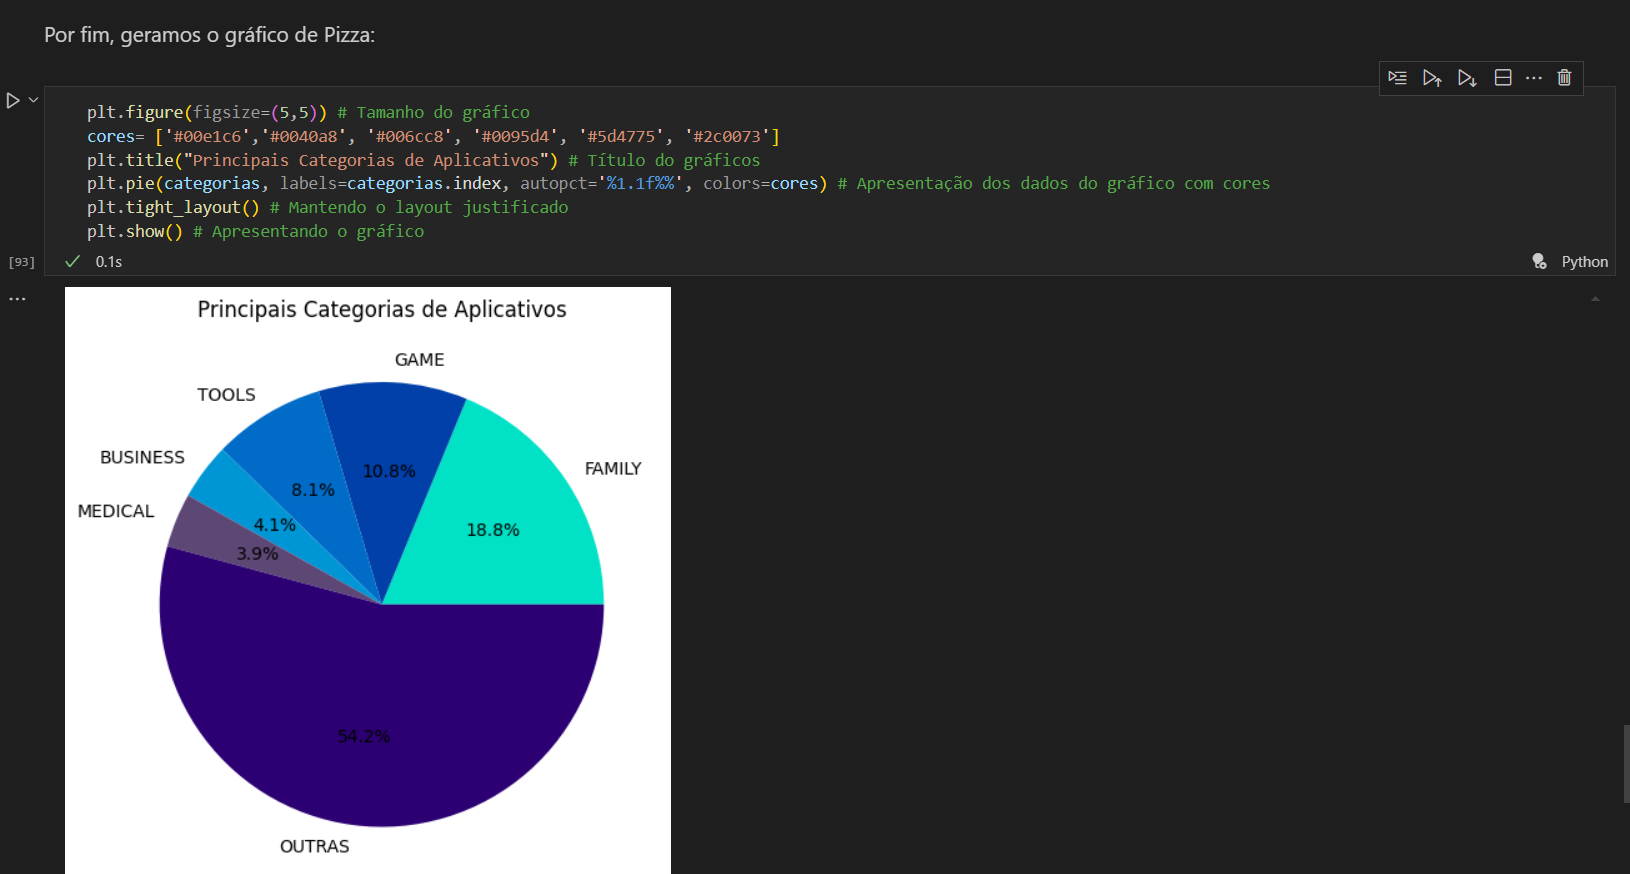 Por fim, geramos o gráfico de Pizza:
plt.figure(figsize=(5,5)) # Tamanho do gráfico
cores= ['#00e1c6','#0040a8', '#006cc8', '#0095d4', '#5d4775', '#2c0073']
plt.title("Principais Categorias de Aplicativos") # Título do gráficos
plt.pie(categorias, labels=categorias.index, autopct='%1.1f%%', colors=cores) # Apresentação dos dados do gráfico com cores
plt.tight_layout() # Mantendo o layout justificado
plt.show() # Apresentando o gráfico
[93] 0.1s Python
Principais Categorias de Aplicativos
GAME
TOOLS
BUSINESS
FAMILY
10.8%
8.1%
MEDICAL
4.1%
18.8%
3.9%
54.2%
OUTRAS